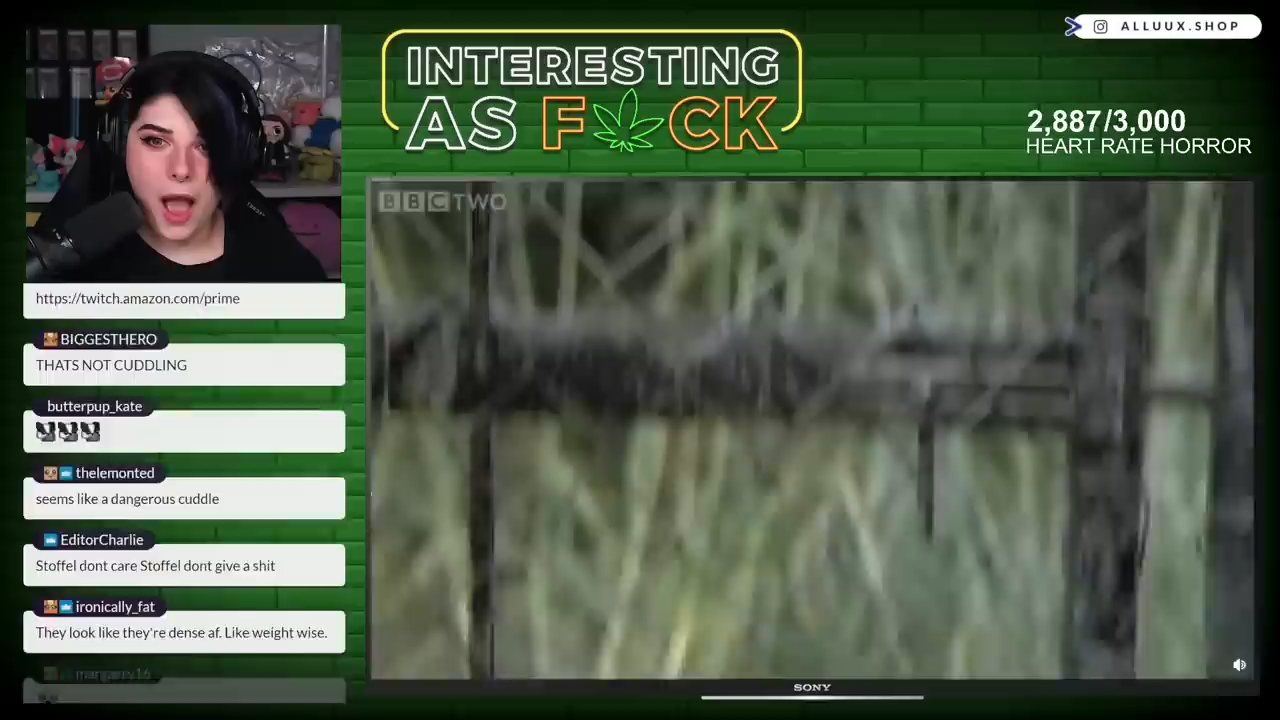 ALLUUX.SHOP
INTERESTING
AS F CK
2,887/3,000
HEART RATE HORROR
BBC TWO
https://twitch.amazon.com/prime
BIGGESTHERO
THATS NOT CUDDLING
butterpup_kate
thelemonted
seems like a dangerous cuddle
EditorCharlie
Stoffel dont care Stoffel dont give a shit
ironically_fat
They look like they're dense af. Like weight wise.
SONY